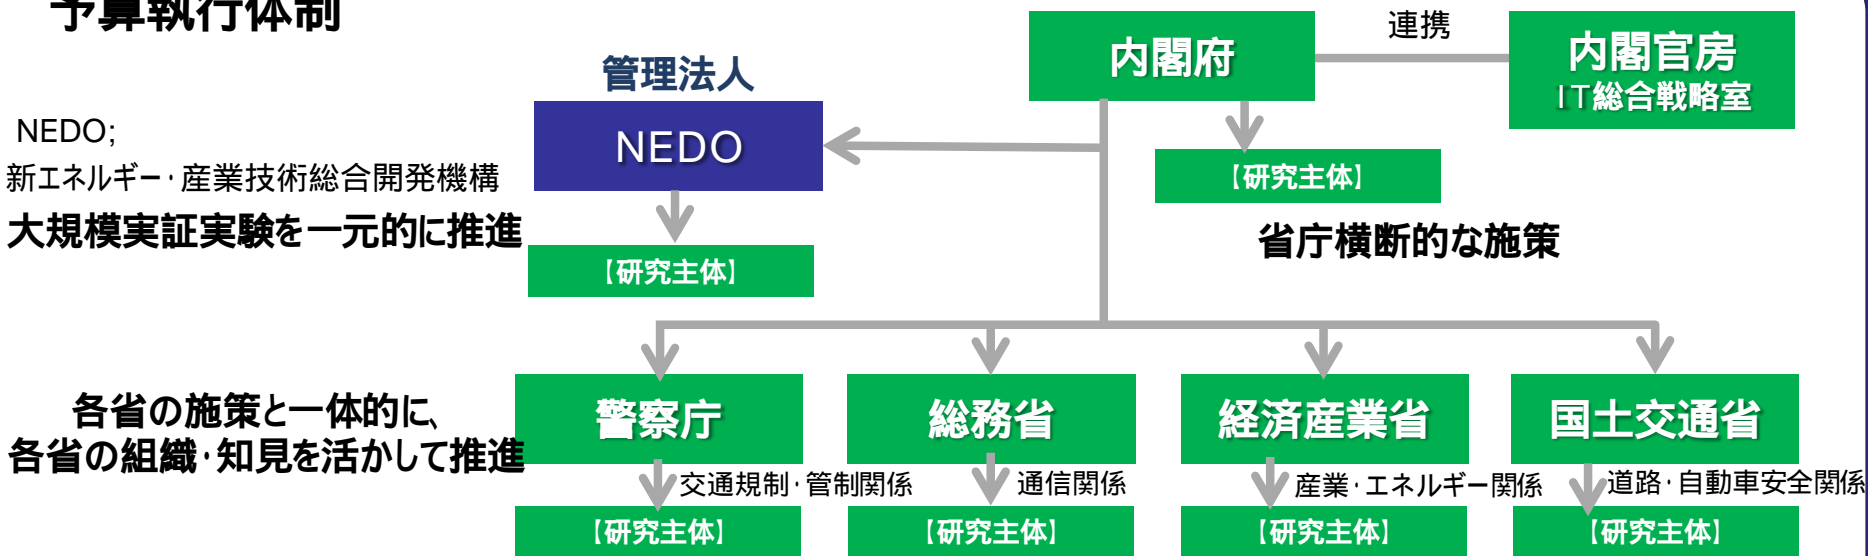 予算執行体制
内閣府
連携
内閣官房
IT総合戦略室
管理法人
NEDO
NEDO;
新エネルギー・産業技術総合開発機構
大規模実証実験を一元的に推進
【研究主体】
【研究主体】
省庁横断的な施策
各省の施策と一体的に、
各省の組織・知見を活かして推進
警察庁
総務省
経済産業省
国土交通省
交通規制・管制関係
通信関係
産業・エネルギー関係
道路・自動車安全関係
【研究主体】
【研究主体】
【研究主体】
【研究主体】